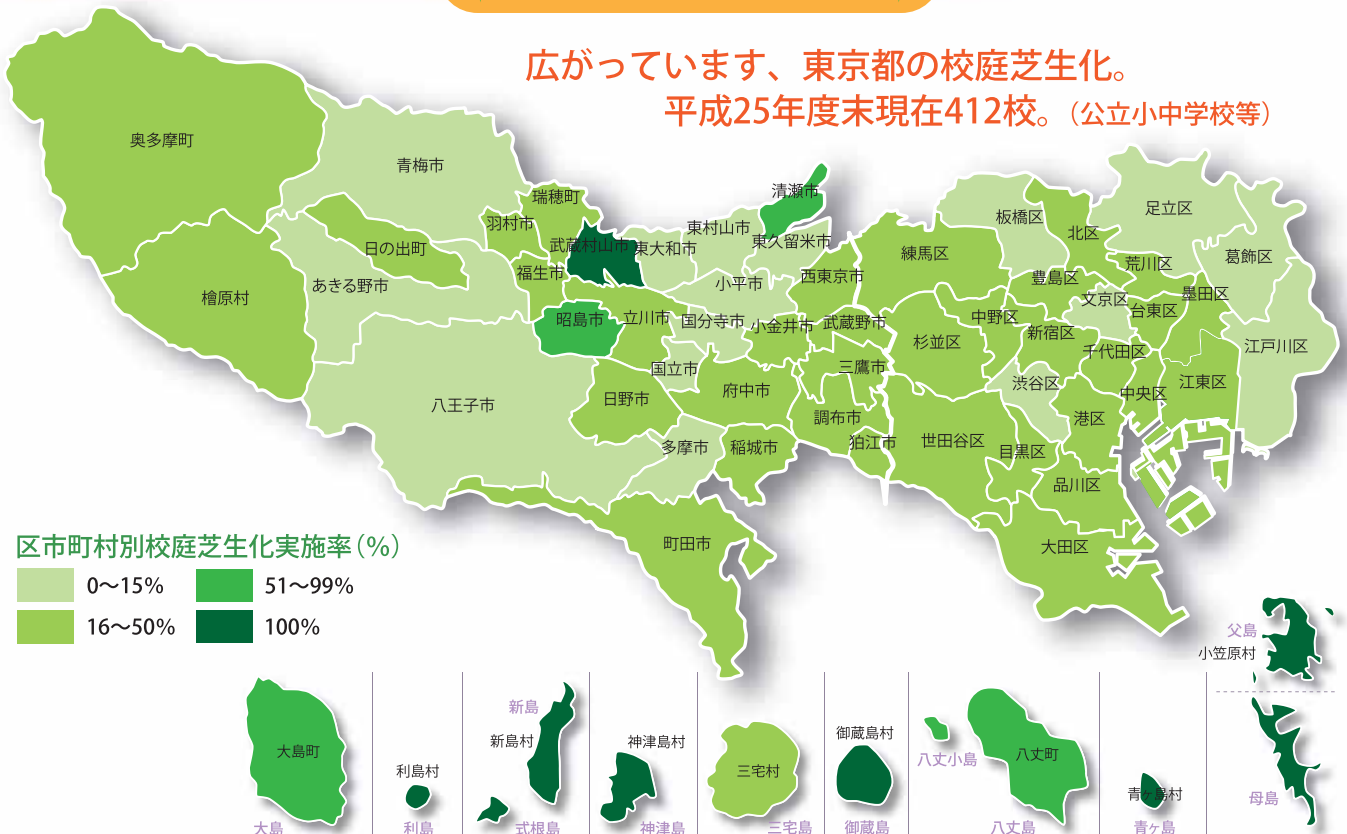 広がっています、東京都の校庭芝生化。
平成25年度末現在412校。（公立小中学校等）
奥多摩町
青梅市
瑞穂町
羽村市
日の出町
檜原村
あきる野市
福生市
武蔵村山市
東大和市
東村山市
清瀬市
東久留米市
小平市
西東京市
昭島市
立川市
国分寺市
小金井市
武蔵野市
国立市
三鷹市
八王子市
日野市
府中市
調布市
狛江市
多摩市
稲城市
町田市
練馬区
板橋区
北区
足立区
葛飾区
荒川区
豊島区
文京区
台東区
墨田区
中野区
新宿区
杉並区
千代田区
江戸川区
渋谷区
中央区
江東区
港区
世田谷区
目黒区
品川区
大田区
区市町村別校庭芝生化実施率（%）
0〜15%
51〜99%
16〜50%
100%
大島町
大島
利島村
利島
新島
新島村
式根島
神津島村
神津島
三宅村
三宅島
御蔵島村
御蔵島
八丈小島
八丈町
八丈島
青ヶ島村
青ヶ島
父島
小笠原村
母島